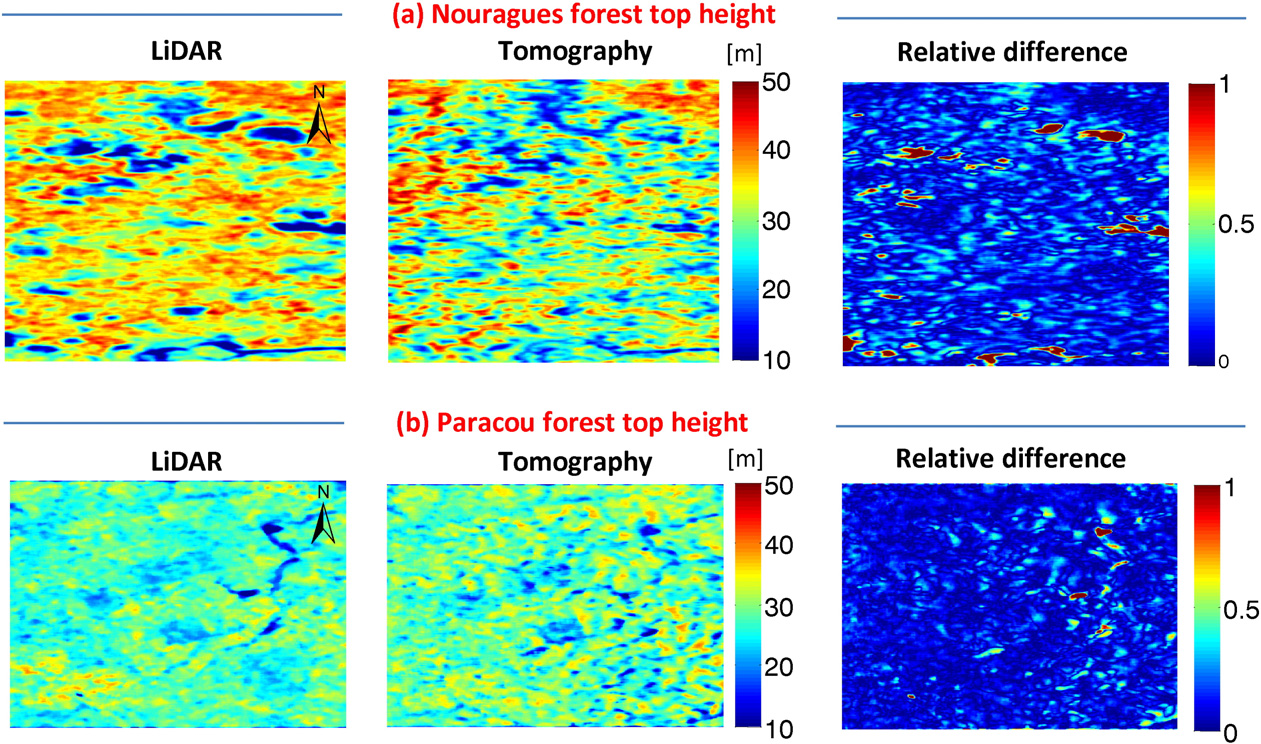 (a) Nouragues forest top height
LiDAR
Tomography
[m]
Relative difference
N
50
40
30
20
10
1
0.5
0
(b) Paracou forest top height
LiDAR
Tomography
[m]
Relative difference
N
50
40
30
20
10
1
0.5
0